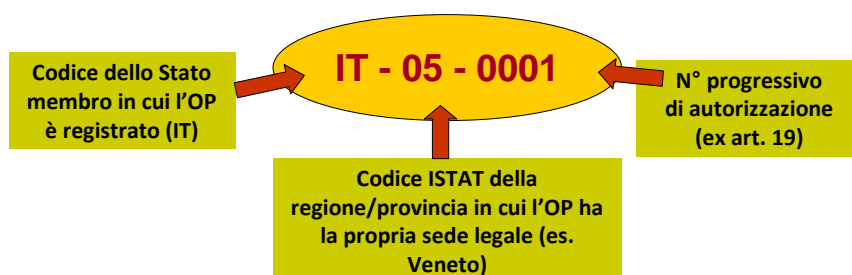 IT - 05 - 0001
Codice dello Stato
membro in cui l'OP
è registrato (IT)
N° progressivo
di autorizzazione
(ex art. 19)
Codice ISTAT della
regione/provincia in cui l'OP ha
la propria sede legale (es.
Veneto)